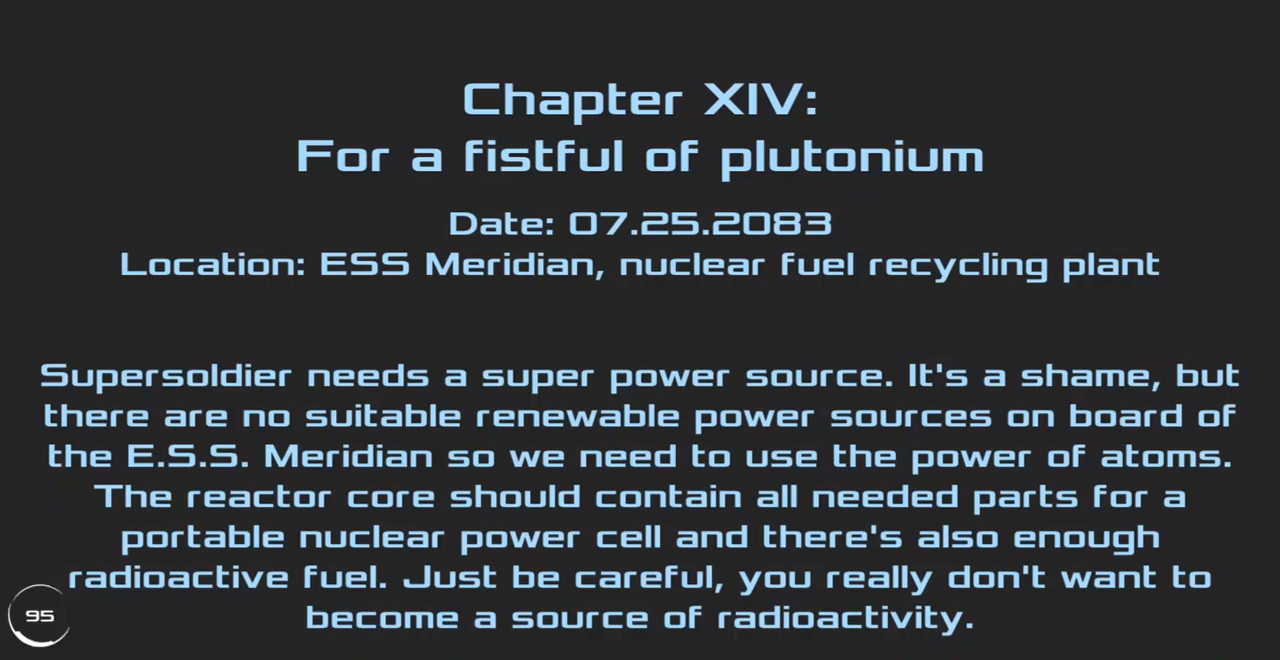 Chapter XIV:
For a fistful of plutonium
Date: 07.25.2083
Location: ESS Meridian, nuclear fuel recycling plant
Supersoldier needs a super power source. It's a shame, but
there are no suitable renewable power sources on board of
the E.S.S. Meridian so we need to use the power of atoms.
The reactor core should contain all needed parts for a
portable nuclear power cell and there's also enough
radioactive fuel. Just be careful, you really don't want to
become a source of radioactivity.
95